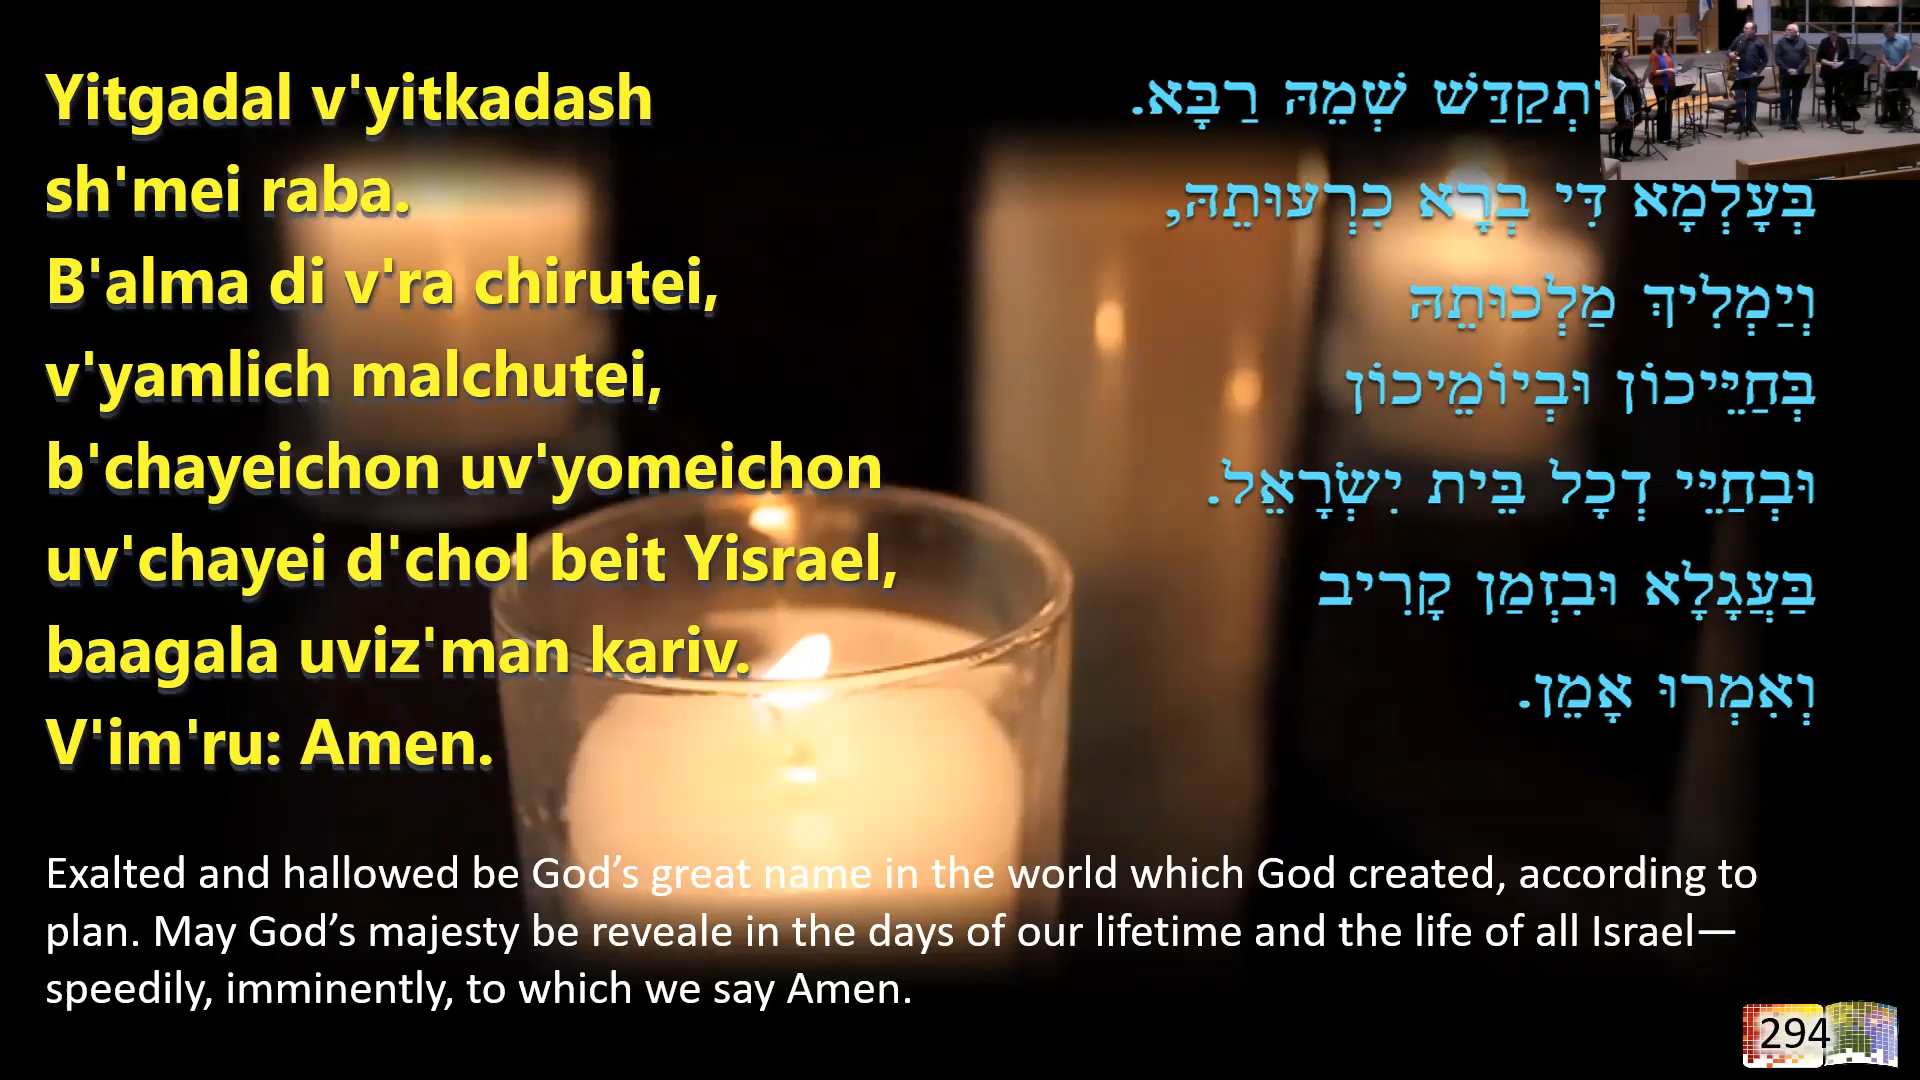 Yitgadal v'yitkadash
sh'mei raba.
B'alma di v'ra chirutei,
v'yamlich malchutei,
b'chayeichon uv'yomeichon
uv'chayei d'chol beit Yisrael,
baagala uviz'man kariv.
V'im'ru: Amen.
שְׁמֵהּ רַבָּא.
בְּעָלְמָא דִּי בְרָא כִרְעוּתֵהּ,
וְיַמְלִיךְ מַלְכוּתֵהּ
בְּחַיֵּיכוֹן וּבְיוֹמֵיכוֹן
וּבְחַיֵּי דְכָל בֵּית יִשְׂרָאֵל.
בַּעֲגָלָא וּבִזְמַן קָרִיב
וְאִמְרוּ אָמֵן.
Exalted and hallowed be God’s great name in the world which God created, according to
plan. May God’s majesty be reveale in the days of our lifetime and the life of all Israel—
speedily, imminently, to which we say Amen.
294